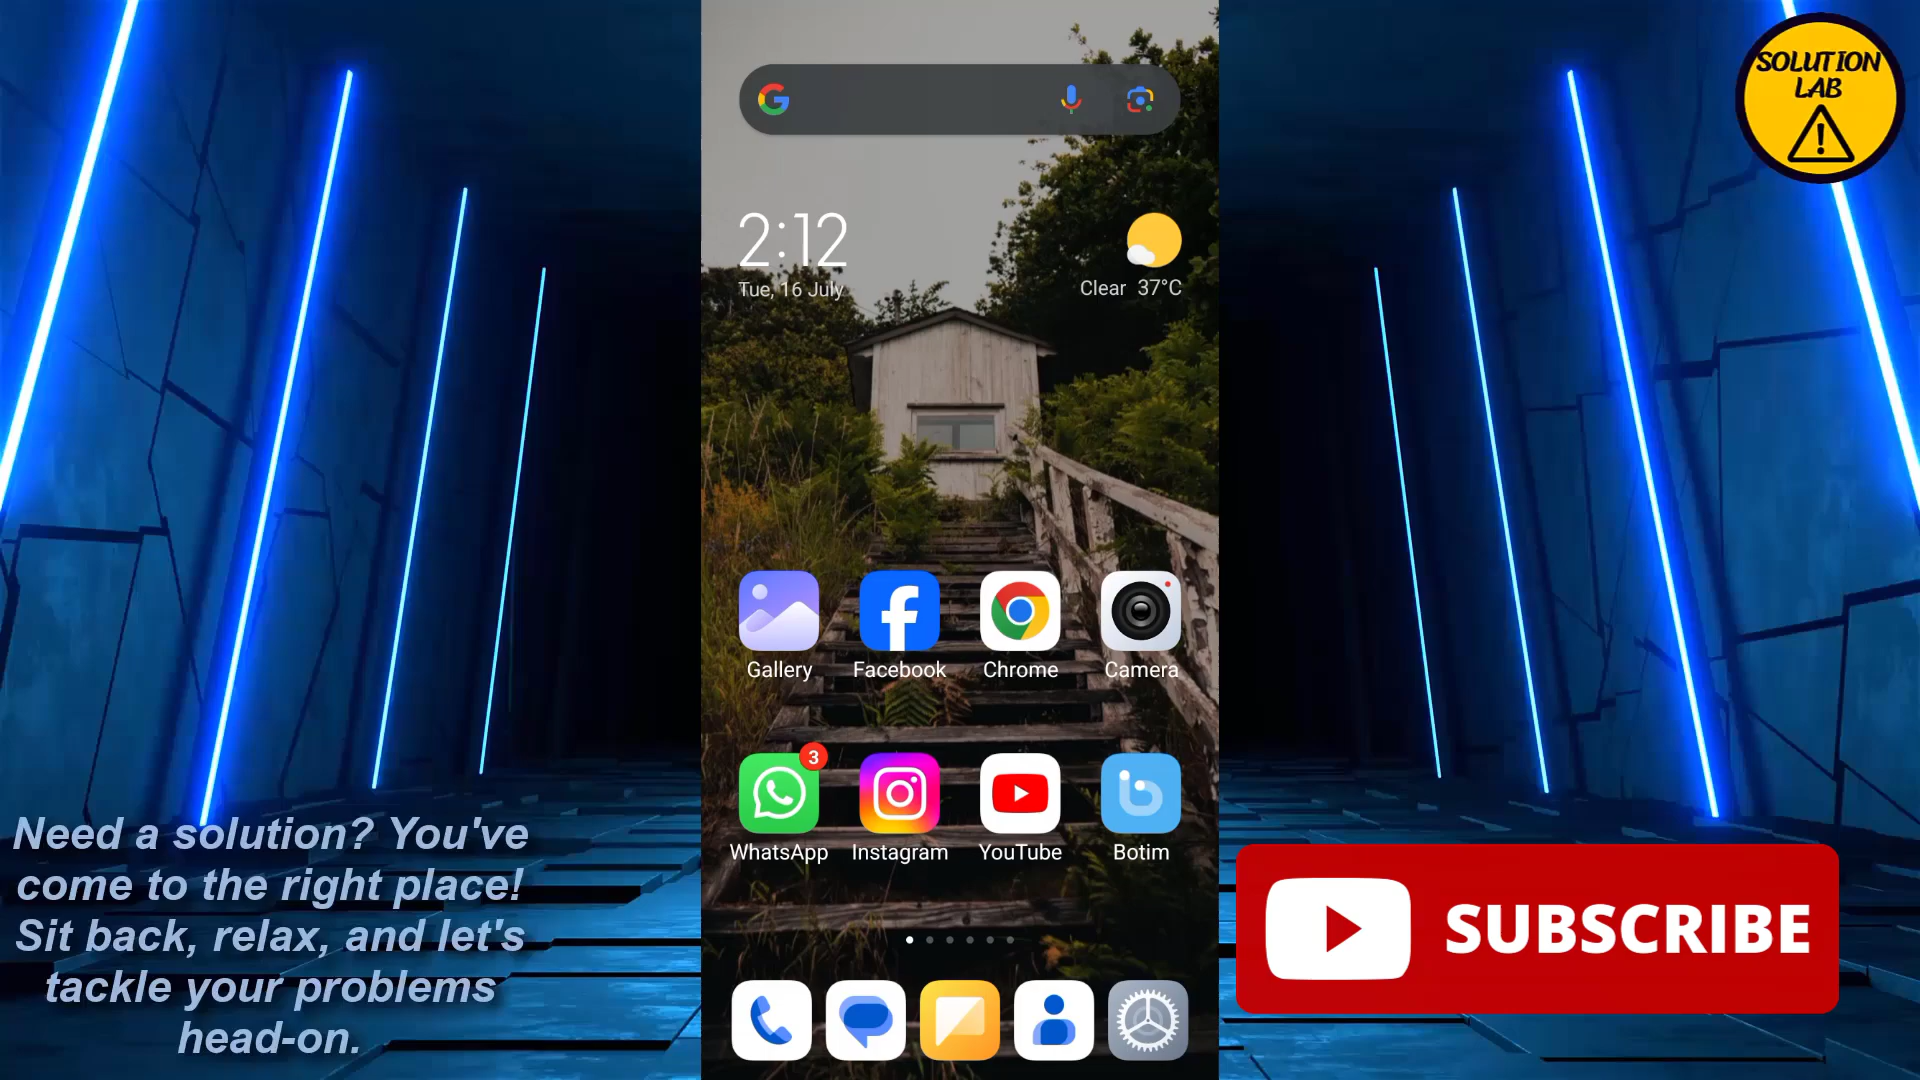 SOLUTION
LAB
2:12
Tue, 16 July
Clear 37°C
Gallery
Facebook
Chrome
Camera
3
WhatsApp
Instagram
YouTube
Botim
Need a solution? You've
come to the right place!
Sit back, relax, and let's
tackle your problems
head-on.
SUBSCRIBE